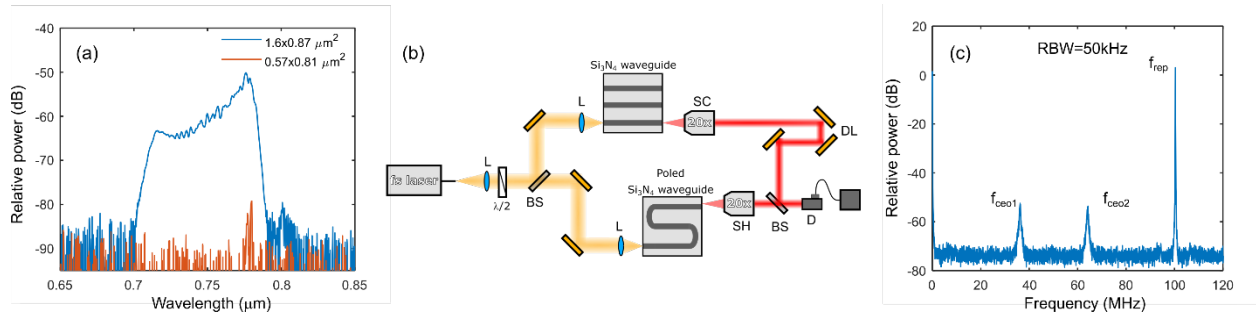 (a)
1.6x0.87 μm²
0.57x0.81 μm²
-40
-50
-60
-70
-80
-90
Relative power (dB)
0.65
0.7
0.75
0.8
0.85
Wavelength (μm)
(b)
Si₃N₄ waveguide
L
SC
20x
DL
fs laser
L
λ/2
BS
Poled
Si₃N₄ waveguide
L
20x
SH
BS
D
(c)
RBW=50kHz
f_rep
f_ceo1
f_ceo2
20
0
-20
-40
-60
-80
Relative power (dB)
0
20
40
60
80
100
120
Frequency (MHz)